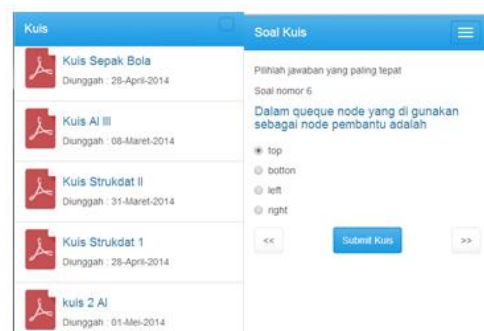 Kuis
Kuis Sepak Bola
Diunggah : 28-April-2014
Kuis AI III
Diunggah : 08-Maret-2014
Kuis Strukdat II
Diunggah : 31-Maret-2014
Kuis Strukdat 1
Diunggah : 28-April-2014
kuis 2 AI
Diunggah : 01-Mei-2014
Soal Kuis
Pilihlah jawaban yang paling tepat
Soal nomor 6
Dalam queque node yang di gunakan
sebagai node pembantu adalah
top
botton
left
right
<<
Submit Kuis
>>